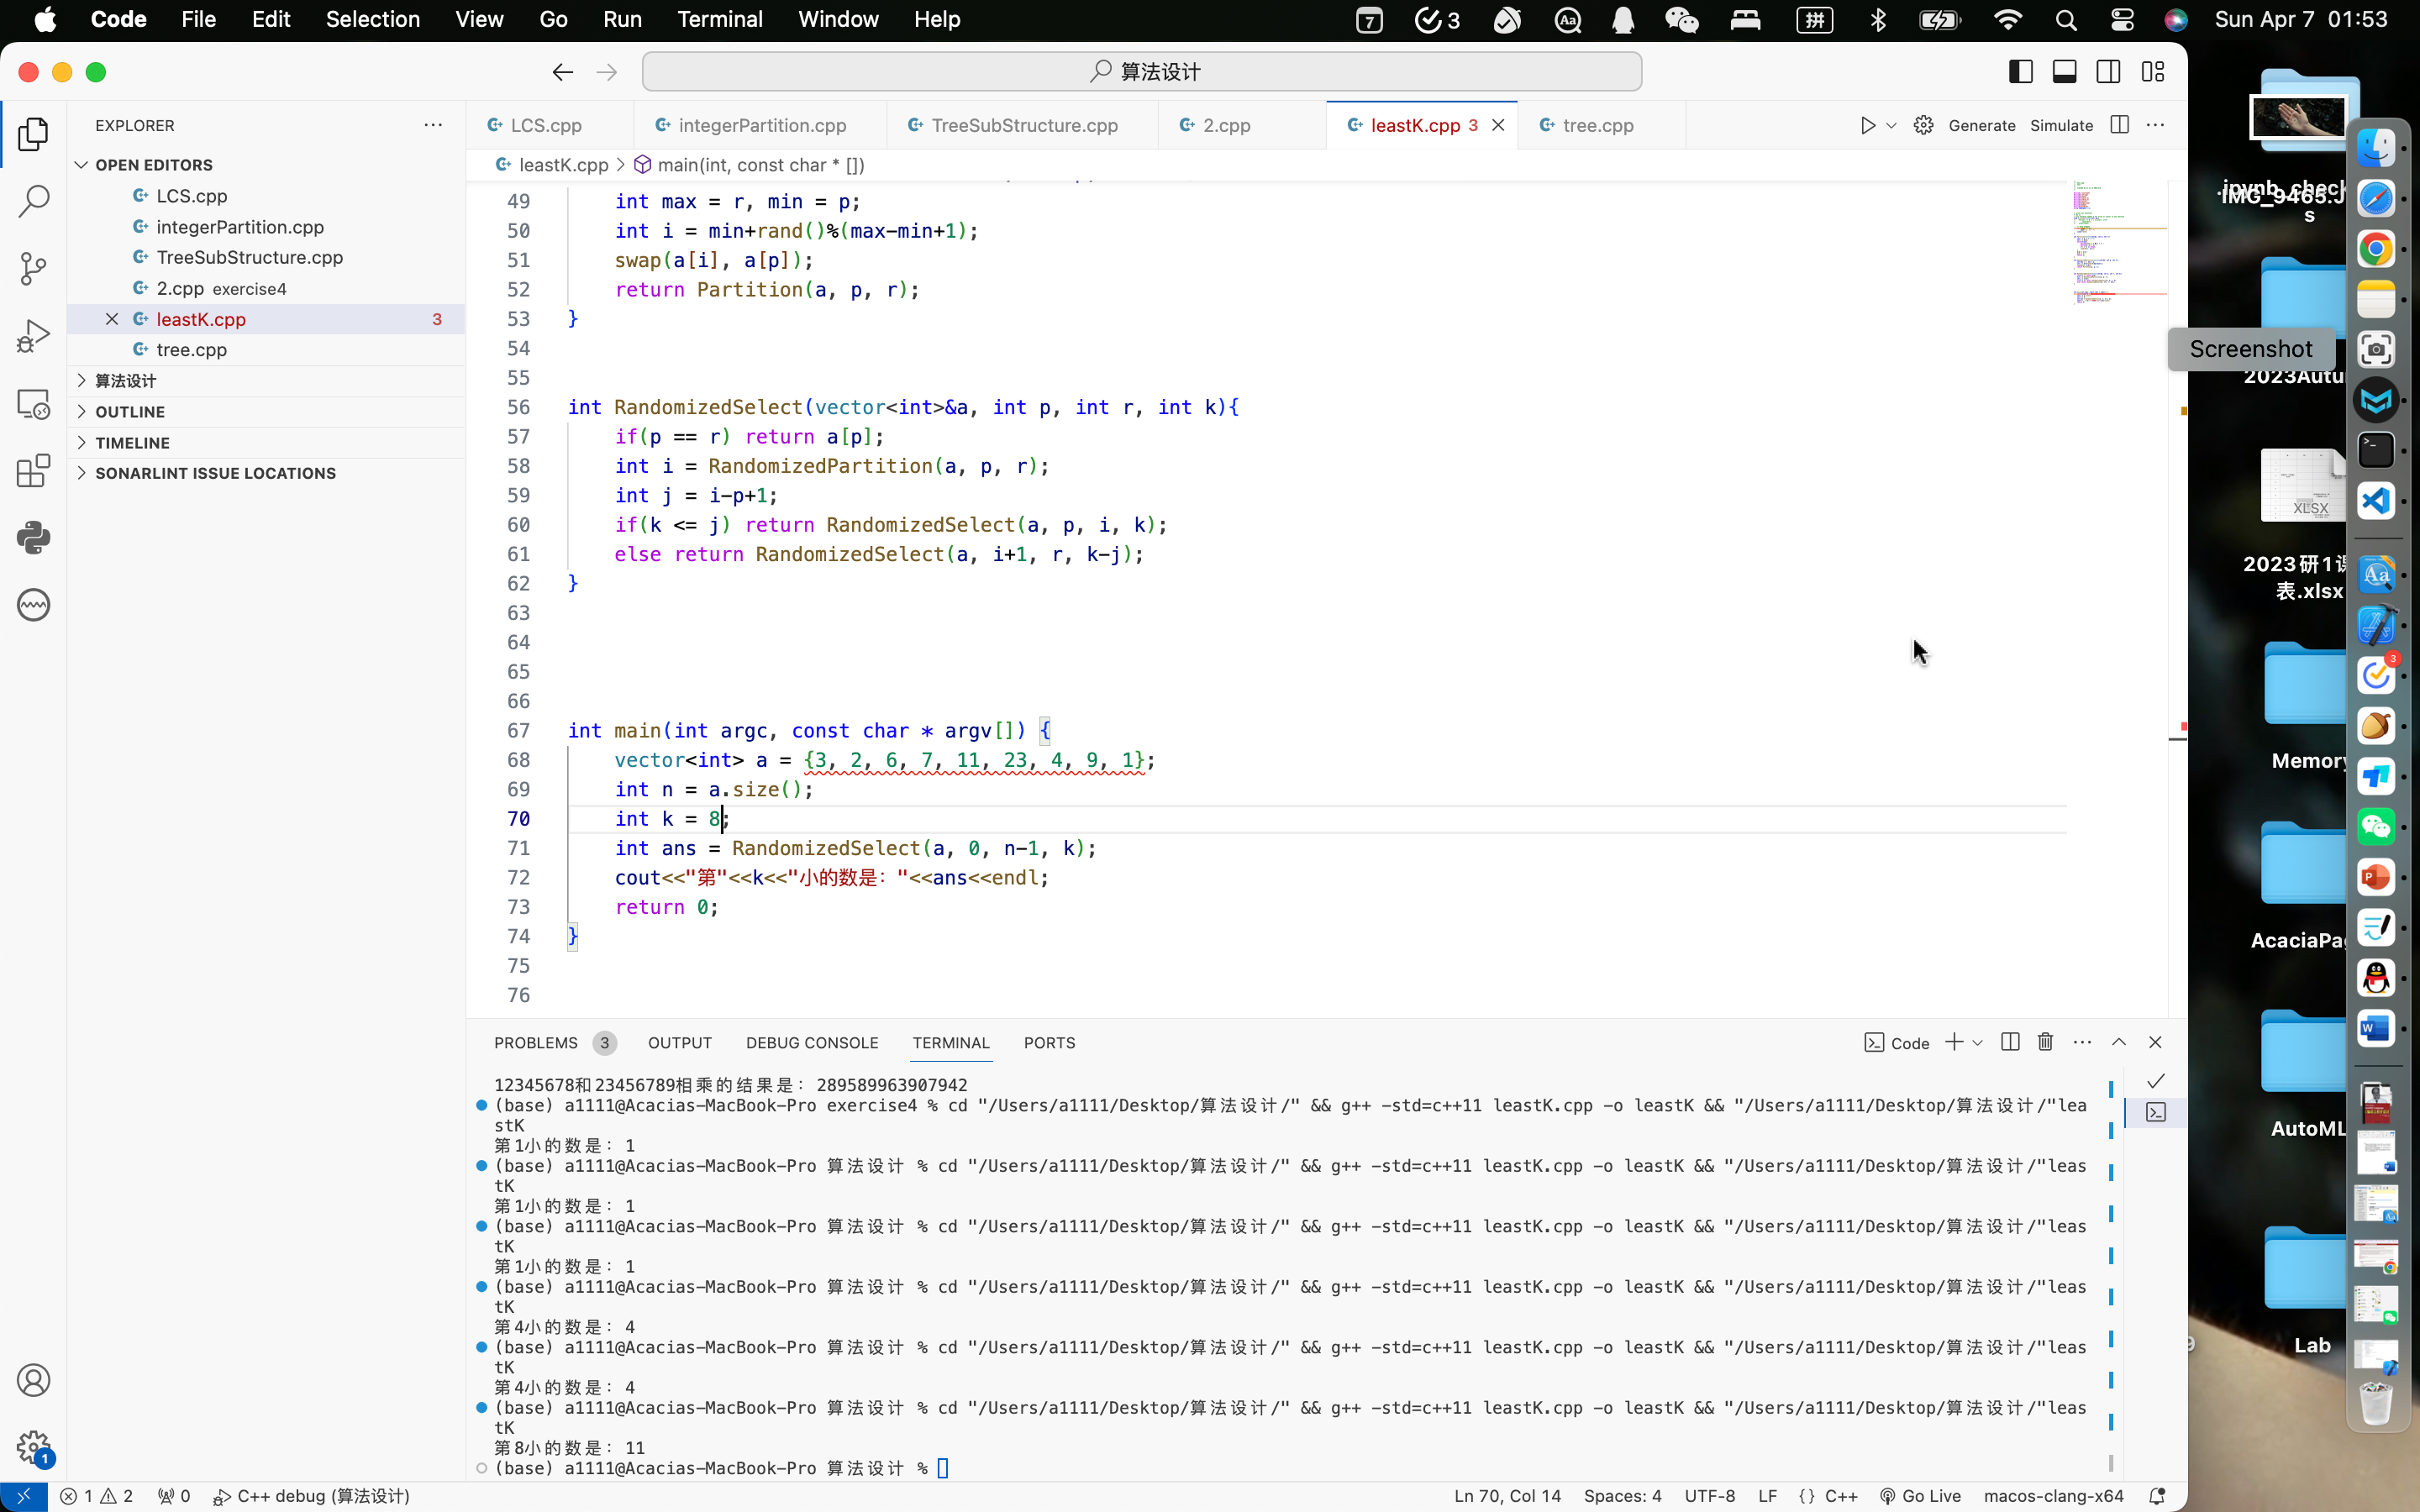 Code File Edit Selection View Go Run Terminal Window Help 7 3 Aa 拼 Sun Apr 7 01:53
算法设计
EXPLORER
OPEN EDITORS
LCS.cpp
integerPartition.cpp
TreeSubStructure.cpp
2.cpp exercise4
leastK.cpp 3
tree.cpp
算法设计
OUTLINE
TIMELINE
SONARLINT ISSUE LOCATIONS
LCS.cpp integerPartition.cpp TreeSubStructure.cpp 2.cpp leastK.cpp 3 tree.cpp Generate Simulate
leastK.cpp > main(int, const char * [])
49 int max = r, min = p;
50 int i = min+rand()%(max-min+1);
51 swap(a[i], a[p]);
52 return Partition(a, p, r);
53 }
54
55
56 int RandomizedSelect(vector<int>&a, int p, int r, int k){
57 if(p == r) return a[p];
58 int i = RandomizedPartition(a, p, r);
59 int j = i-p+1;
60 if(k <= j) return RandomizedSelect(a, p, i, k);
61 else return RandomizedSelect(a, i+1, r, k-j);
62 }
63
64
65
66
67 int main(int argc, const char * argv[]) {
68 vector<int> a = {3, 2, 6, 7, 11, 23, 4, 9, 1};
69 int n = a.size();
70 int k = 8;
71 int ans = RandomizedSelect(a, 0, n-1, k);
72 cout<<"第"<<k<<"小的数是："<<ans<<endl;
73 return 0;
74 }
75
76
PROBLEMS 3 OUTPUT DEBUG CONSOLE TERMINAL PORTS Code
12345678和23456789相乘的结果是：289589963907942
(base) a1111@Acacias-MacBook-Pro exercise4 % cd "/Users/a1111/Desktop/算法设计/" && g++ -std=c++11 leastK.cpp -o leastK && "/Users/a1111/Desktop/算法设计/"lea
stK
第1小的数是：1
(base) a1111@Acacias-MacBook-Pro 算法设计 % cd "/Users/a1111/Desktop/算法设计/" && g++ -std=c++11 leastK.cpp -o leastK && "/Users/a1111/Desktop/算法设计/"leas
tK
第1小的数是：1
(base) a1111@Acacias-MacBook-Pro 算法设计 % cd "/Users/a1111/Desktop/算法设计/" && g++ -std=c++11 leastK.cpp -o leastK && "/Users/a1111/Desktop/算法设计/"leas
tK
第1小的数是：1
(base) a1111@Acacias-MacBook-Pro 算法设计 % cd "/Users/a1111/Desktop/算法设计/" && g++ -std=c++11 leastK.cpp -o leastK && "/Users/a1111/Desktop/算法设计/"leas
tK
第4小的数是：4
(base) a1111@Acacias-MacBook-Pro 算法设计 % cd "/Users/a1111/Desktop/算法设计/" && g++ -std=c++11 leastK.cpp -o leastK && "/Users/a1111/Desktop/算法设计/"leas
tK
第4小的数是：4
(base) a1111@Acacias-MacBook-Pro 算法设计 % cd "/Users/a1111/Desktop/算法设计/" && g++ -std=c++11 leastK.cpp -o leastK && "/Users/a1111/Desktop/算法设计/"leas
tK
第8小的数是：11
(base) a1111@Acacias-MacBook-Pro 算法设计 %
1
1 2 0 C++ debug (算法设计) Ln 70, Col 14 Spaces: 4 UTF-8 LF {} C++ Go Live macos-clang-x64
Screenshot
XLSX
2023研1课
表.xlsx
Memory
AutoML
Lab
3